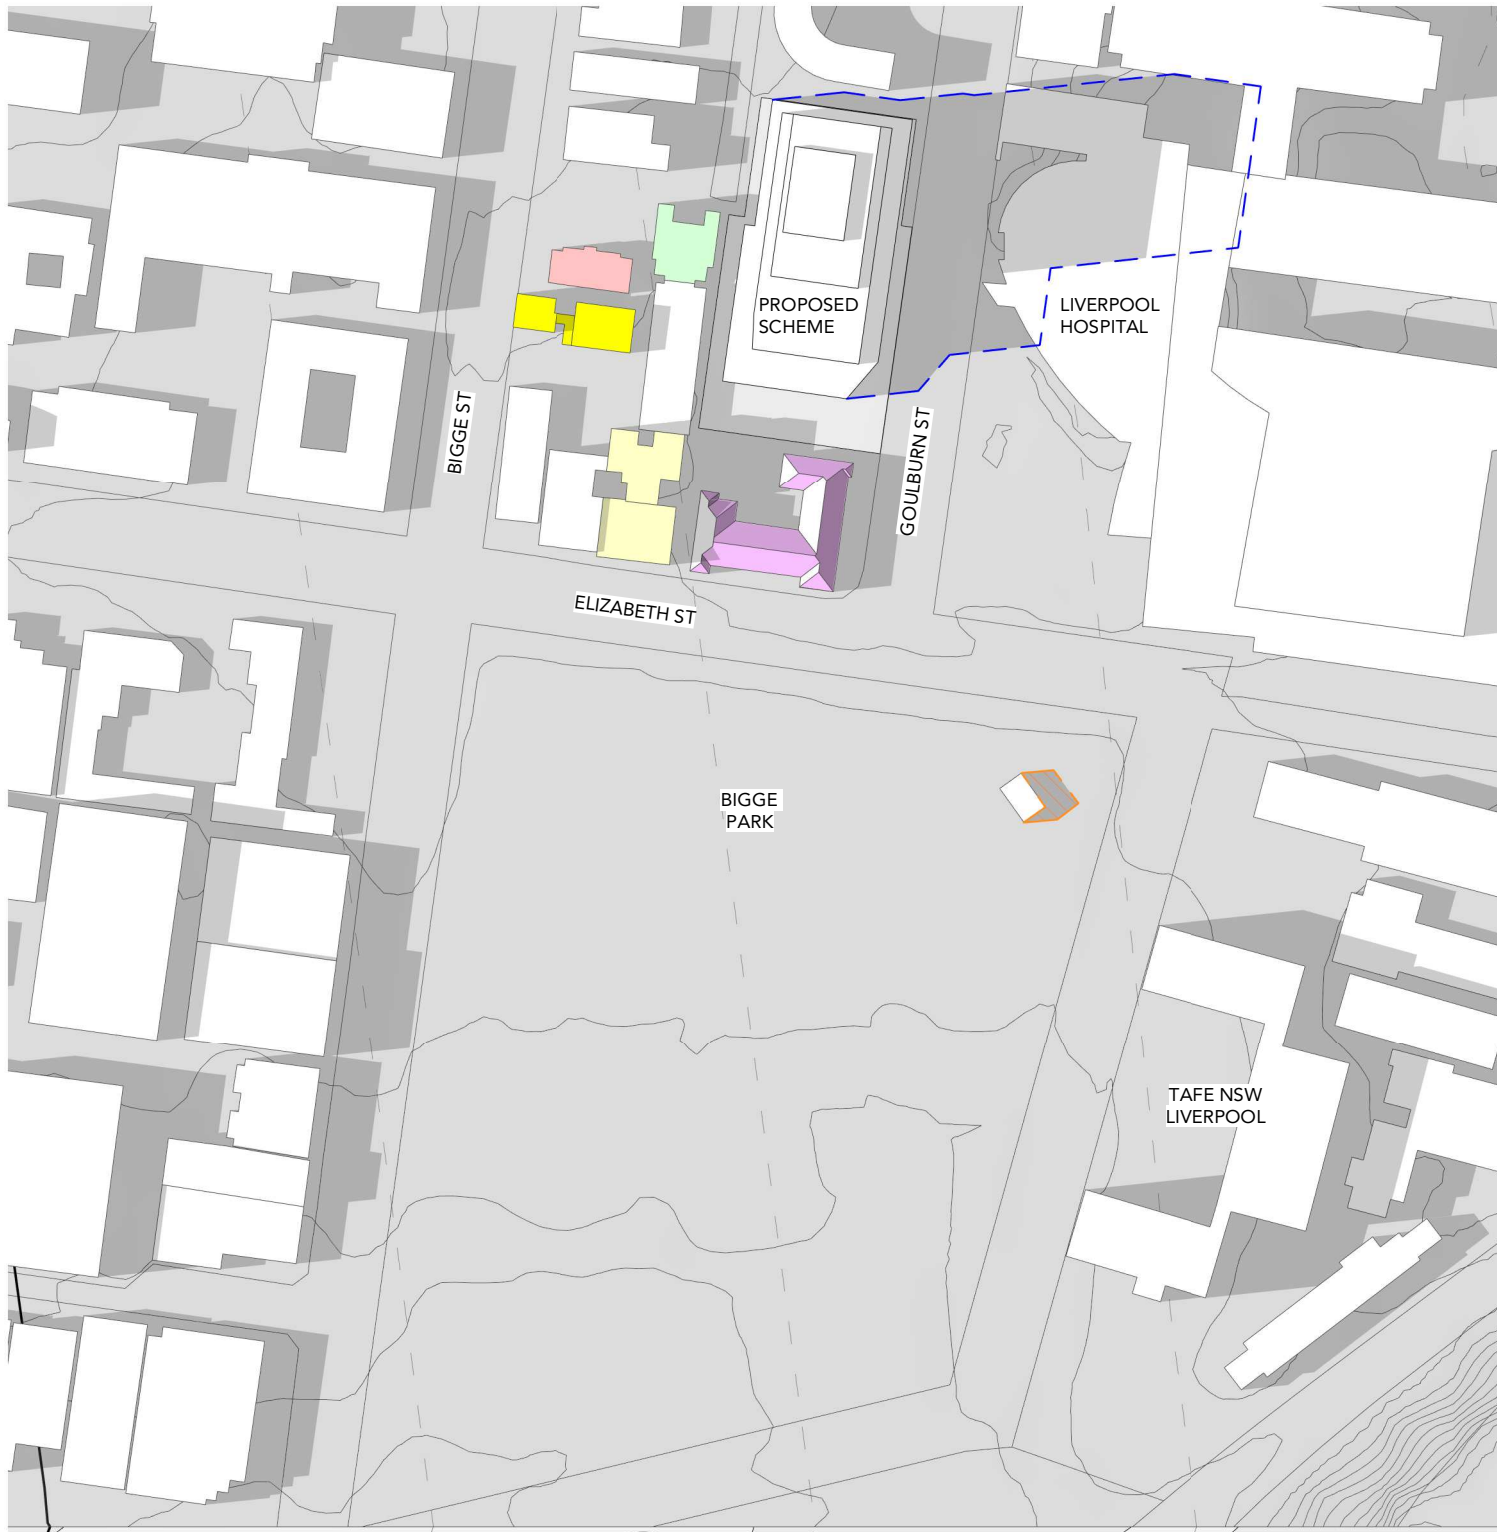 PROPOSED
SCHEME
LIVERPOOL
HOSPITAL
BIGGE ST
GOULBURN ST
ELIZABETH ST
BIGGE
PARK
TAFE NSW
LIVERPOOL